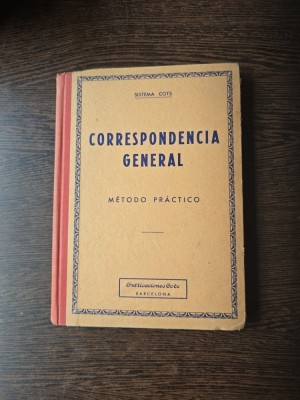 SISTEMA COTS
CORRESPONDENCIA
GENERAL
MÉTODO PRÁCTICO
Publicaciones Cots
BARCELONA